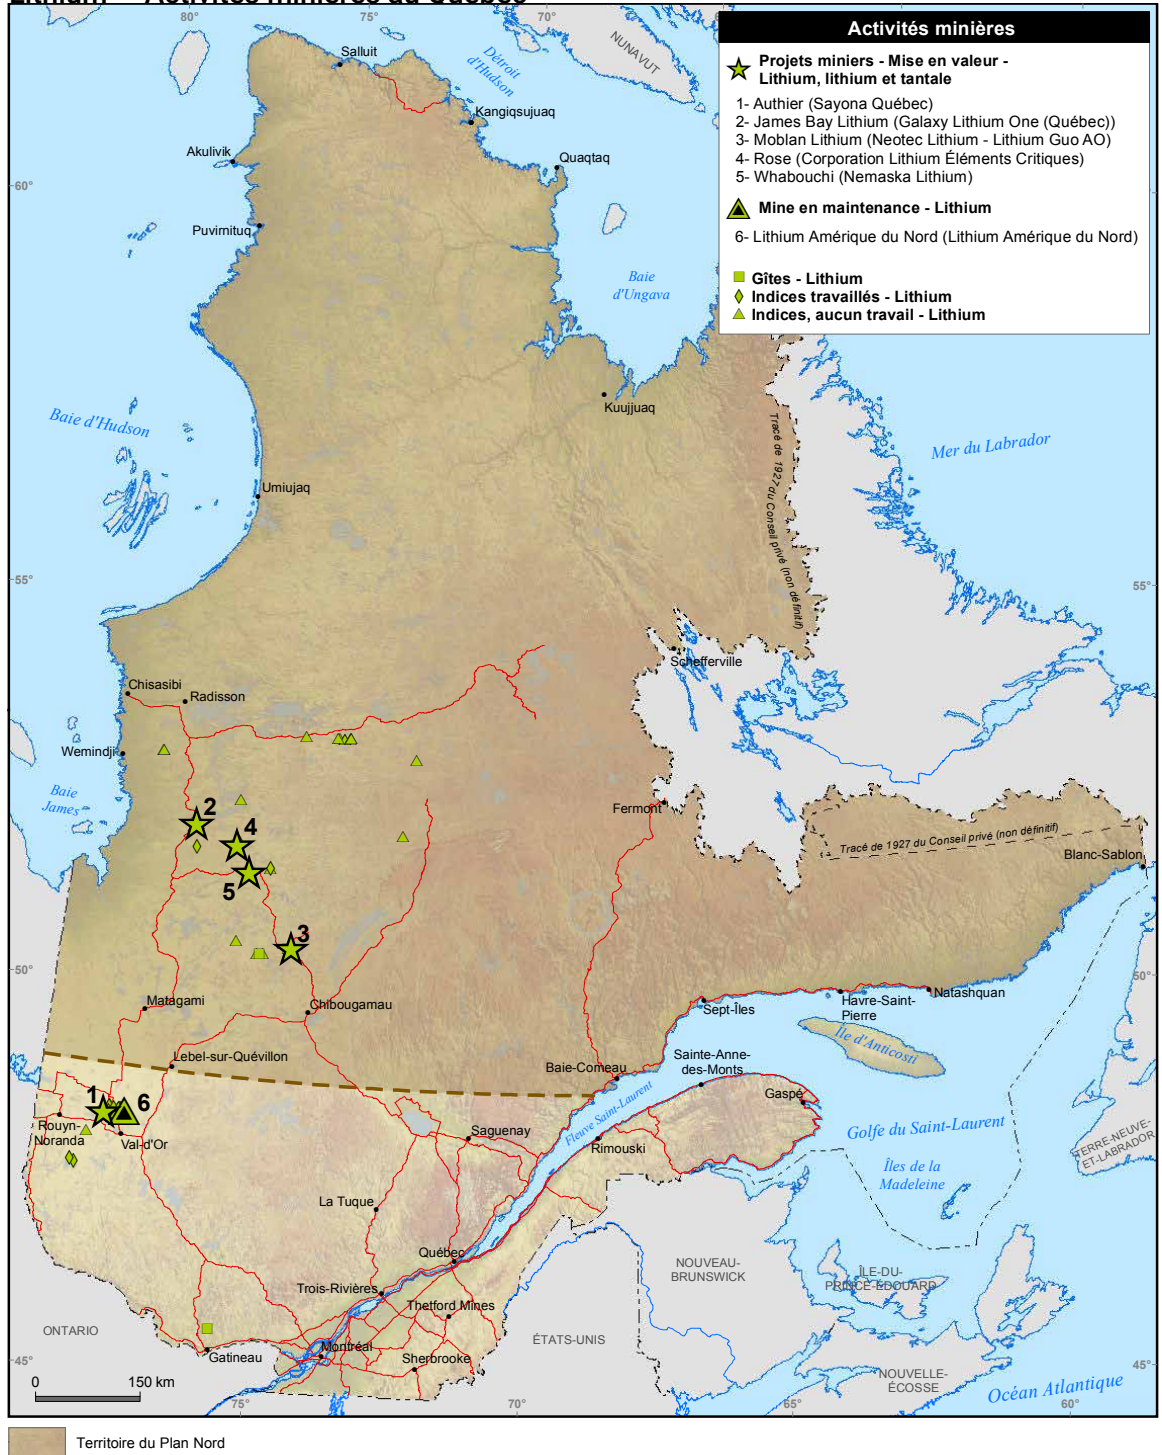 Lithium - Activités minières au Québec
80°
75°
70°
Activités minières
Projets miniers - Mise en valeur -
Lithium, lithium et tantale
1- Authier (Sayona Québec)
2- James Bay Lithium (Galaxy Lithium One (Québec))
3- Moblan Lithium (Neotec Lithium - Lithium Guo AO)
4- Rose (Corporation Lithium Éléments Critiques)
5- Whabouchi (Nemaska Lithium)
Mine en maintenance - Lithium
6- Lithium Amérique du Nord (Lithium Amérique du Nord)
Gîtes - Lithium
Indices travaillés - Lithium
Indices, aucun travail - Lithium
NUNAVUT
Salluit
Détroit
d'Hudson
Kangiqsujuaq
Akulivik
Quaqtaq
60°
Puvirnituq
Baie
d'Ungava
Kuujjuaq
Baie d'Hudson
Tracé de 1927 du Conseil privé (non définitif)
Mer du Labrador
Umiujaq
55°
55°
Schefferville
Chisasibi
Radisson
Wemindji
Baie
James
Fermont
2
4
5
3
Tracé de 1927 du Conseil privé (non définitif)
Blanc-Sablon
50°
50°
Matagami
Chibougamau
Sept-Îles
Havre-Saint-
Pierre
Natashquan
Île d'Anticosti
Lebel-sur-Quévillon
Baie-Comeau
Sainte-Anne-
des-Monts
Gaspé
1
6
Rouyn-
Noranda
Val-d'Or
Saguenay
Fleuve Saint-Laurent
Rimouski
Golfe du Saint-Laurent
Îles de la
Madeleine
TERRE-NEUVE-
ET-LABRADOR
La Tuque
Québec
Trois-Rivières
Thetford Mines
NOUVEAU-
BRUNSWICK
ÎLE-DU-
PRINCE-ÉDOUARD
ONTARIO
Gatineau
Montréal
Sherbrooke
ÉTATS-UNIS
NOUVELLE-
ÉCOSSE
Océan Atlantique
45°
45°
0 150 km
75°
70°
65°
60°
Territoire du Plan Nord